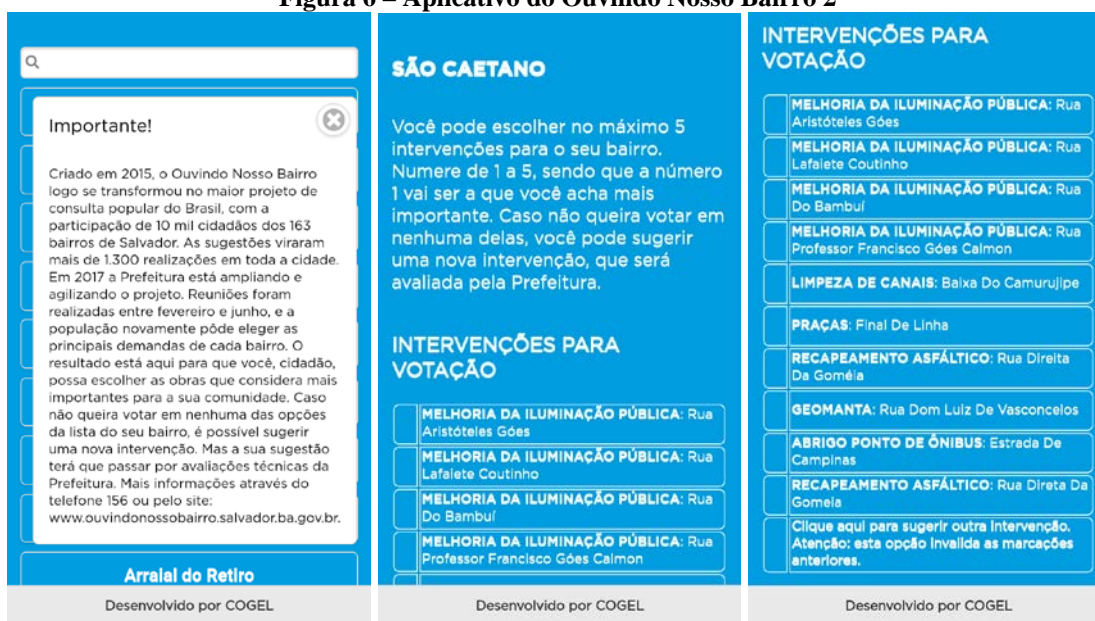 Figura 6 – Aplicativo do Ouvindo Nosso Bairro 2
Importante!
Criado em 2015, o Ouvindo Nosso Bairro
logo se transformou no maior projeto de
consulta popular do Brasil, com a
participação de 10 mil cidadãos dos 163
bairros de Salvador. As sugestões viraram
mais de 1.300 realizações em toda a cidade.
Em 2017 a Prefeitura está ampliando e
agilizando o projeto. Reuniões foram
realizadas entre fevereiro e junho, e a
população novamente pôde eleger as
principais demandas de cada bairro. O
resultado está aqui para que você, cidadão,
possa escolher as obras que considera mais
importantes para a sua comunidade. Caso
não queira votar em nenhuma das opções
da lista do seu bairro, é possível sugerir
uma nova intervenção. Mas a sua sugestão
terá que passar por avaliações técnicas da
Prefeitura. Mais informações através do
telefone 156 ou pelo site:
www.ouvindonossobairro.salvador.ba.gov.br.
Arraial do Retiro
Desenvolvido por COGEL
SÃO CAETANO
Você pode escolher no máximo 5
intervenções para o seu bairro.
Numere de 1 a 5, sendo que a número
1 vai ser a que você acha mais
importante. Caso não queira votar em
nenhuma delas, você pode sugerir
uma nova intervenção, que será
avaliada pela Prefeitura.
INTERVENÇÕES PARA
VOTAÇÃO
MELHORIA DA ILUMINAÇÃO PÚBLICA: Rua
Aristóteles Góes
MELHORIA DA ILUMINAÇÃO PÚBLICA: Rua
Lafaiete Coutinho
MELHORIA DA ILUMINAÇÃO PÚBLICA: Rua
Do Bambuí
MELHORIA DA ILUMINAÇÃO PÚBLICA: Rua
Professor Francisco Góes Calmon
Desenvolvido por COGEL
INTERVENÇÕES PARA
VOTAÇÃO
MELHORIA DA ILUMINAÇÃO PÚBLICA: Rua
Aristóteles Góes
MELHORIA DA ILUMINAÇÃO PÚBLICA: Rua
Lafaiete Coutinho
MELHORIA DA ILUMINAÇÃO PÚBLICA: Rua
Do Bambuí
MELHORIA DA ILUMINAÇÃO PÚBLICA: Rua
Professor Francisco Góes Calmon
LIMPEZA DE CANAIS: Baixa Do Camurujipe
PRAÇAS: Final De Linha
RECAPEAMENTO ASFÁLTICO: Rua Direita
Da Goméia
GEOMANTA: Rua Dom Luiz De Vasconcelos
ABRIGO PONTO DE ÔNIBUS: Estrada De
Campinas
RECAPEAMENTO ASFÁLTICO: Rua Direta Da
Gomeia
Clique aqui para sugerir outra intervenção.
Atenção: esta opção invalida as marcações
anteriores.
Desenvolvido por COGEL